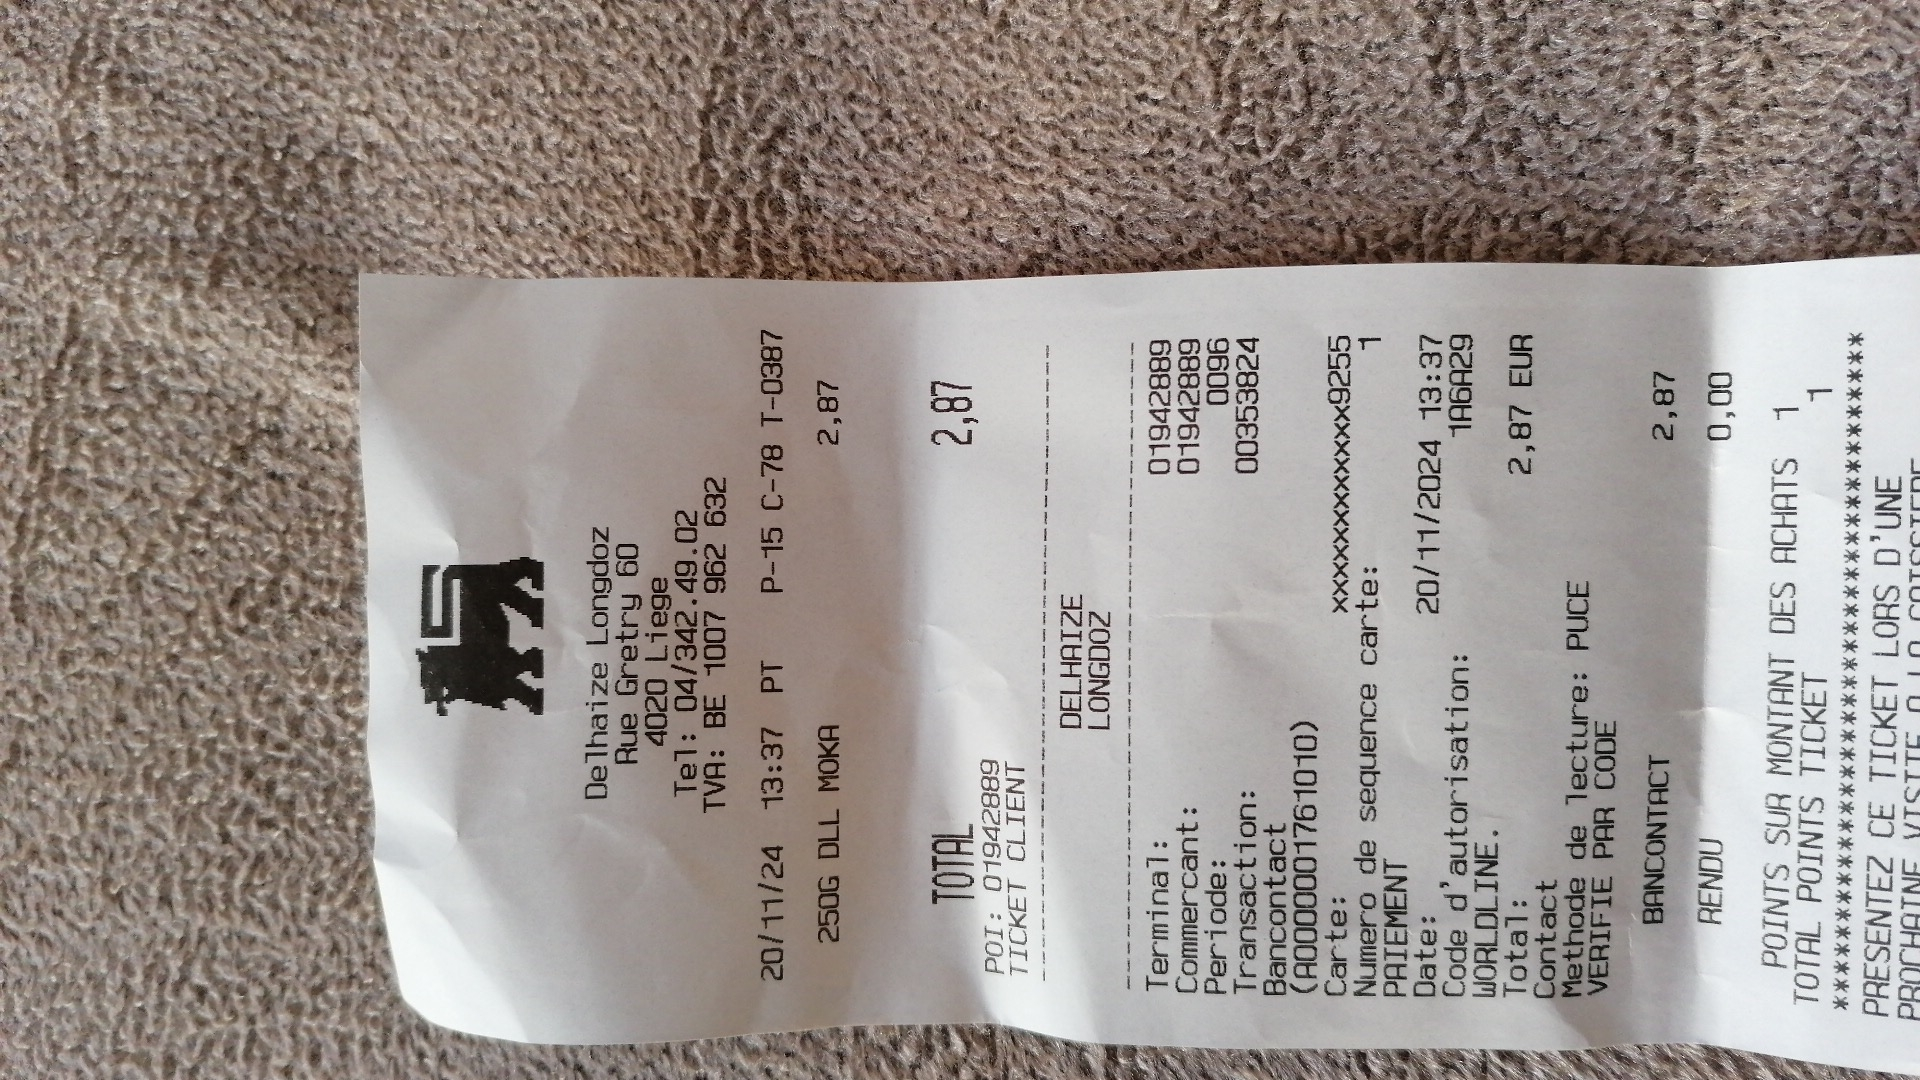 Delhaize Longdoz
Rue Gretry 60
4020 Liege
Tel: 04/342.49.02
TVA: BE 1007 962 632
20/11/24 13:37 PT P-15 C-78 T-0387
250G DLL MOKA 2,87
TOTAL 2,87
POI: 01942889
TICKET CLIENT
DELHAIZE
LONGDOZ
Terminal: 01942889
Commercant: 01942889
Periode: 0096
Transaction: 00353824
Bancontact
(A0000001761010)
Carte: xxxxxxxxxxxxx9255
Numero de sequence carte: 1
PAIEMENT
Date: 20/11/2024 13:37
Code d'autorisation: 1A6A29
WORLDLINE.
Total: 2,87 EUR
Contact
Methode de lecture: PUCE
VERIFIE PAR CODE
BANCONTACT 2,87
RENDU 0,00
POINTS SUR MONTANT DES ACHATS 1
TOTAL POINTS TICKET 1
****************************************
PRESENTEZ CE TICKET LORS D'UNE
PROCHAINE VISITE A LA CAISSIERE